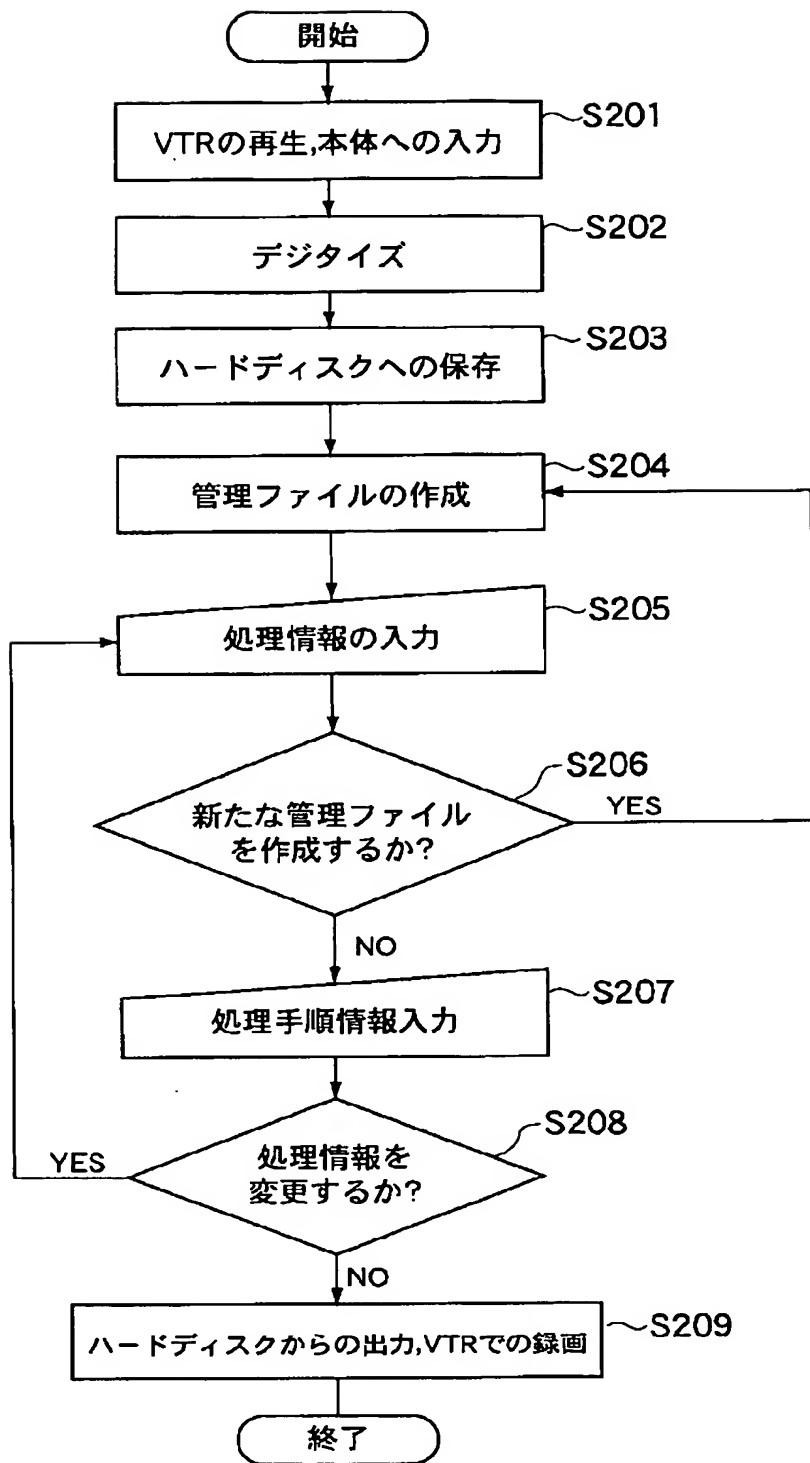 開始
VTRの再生,本体への入力
S201
デジタイズ
S202
ハードディスクへの保存
S203
管理ファイルの作成
S204
処理情報の入力
S205
新たな管理ファイル
を作成するか?
S206
YES
NO
処理手順情報入力
S207
処理情報を
変更するか?
S208
YES
NO
ハードディスクからの出力,VTRでの録画
S209
終了